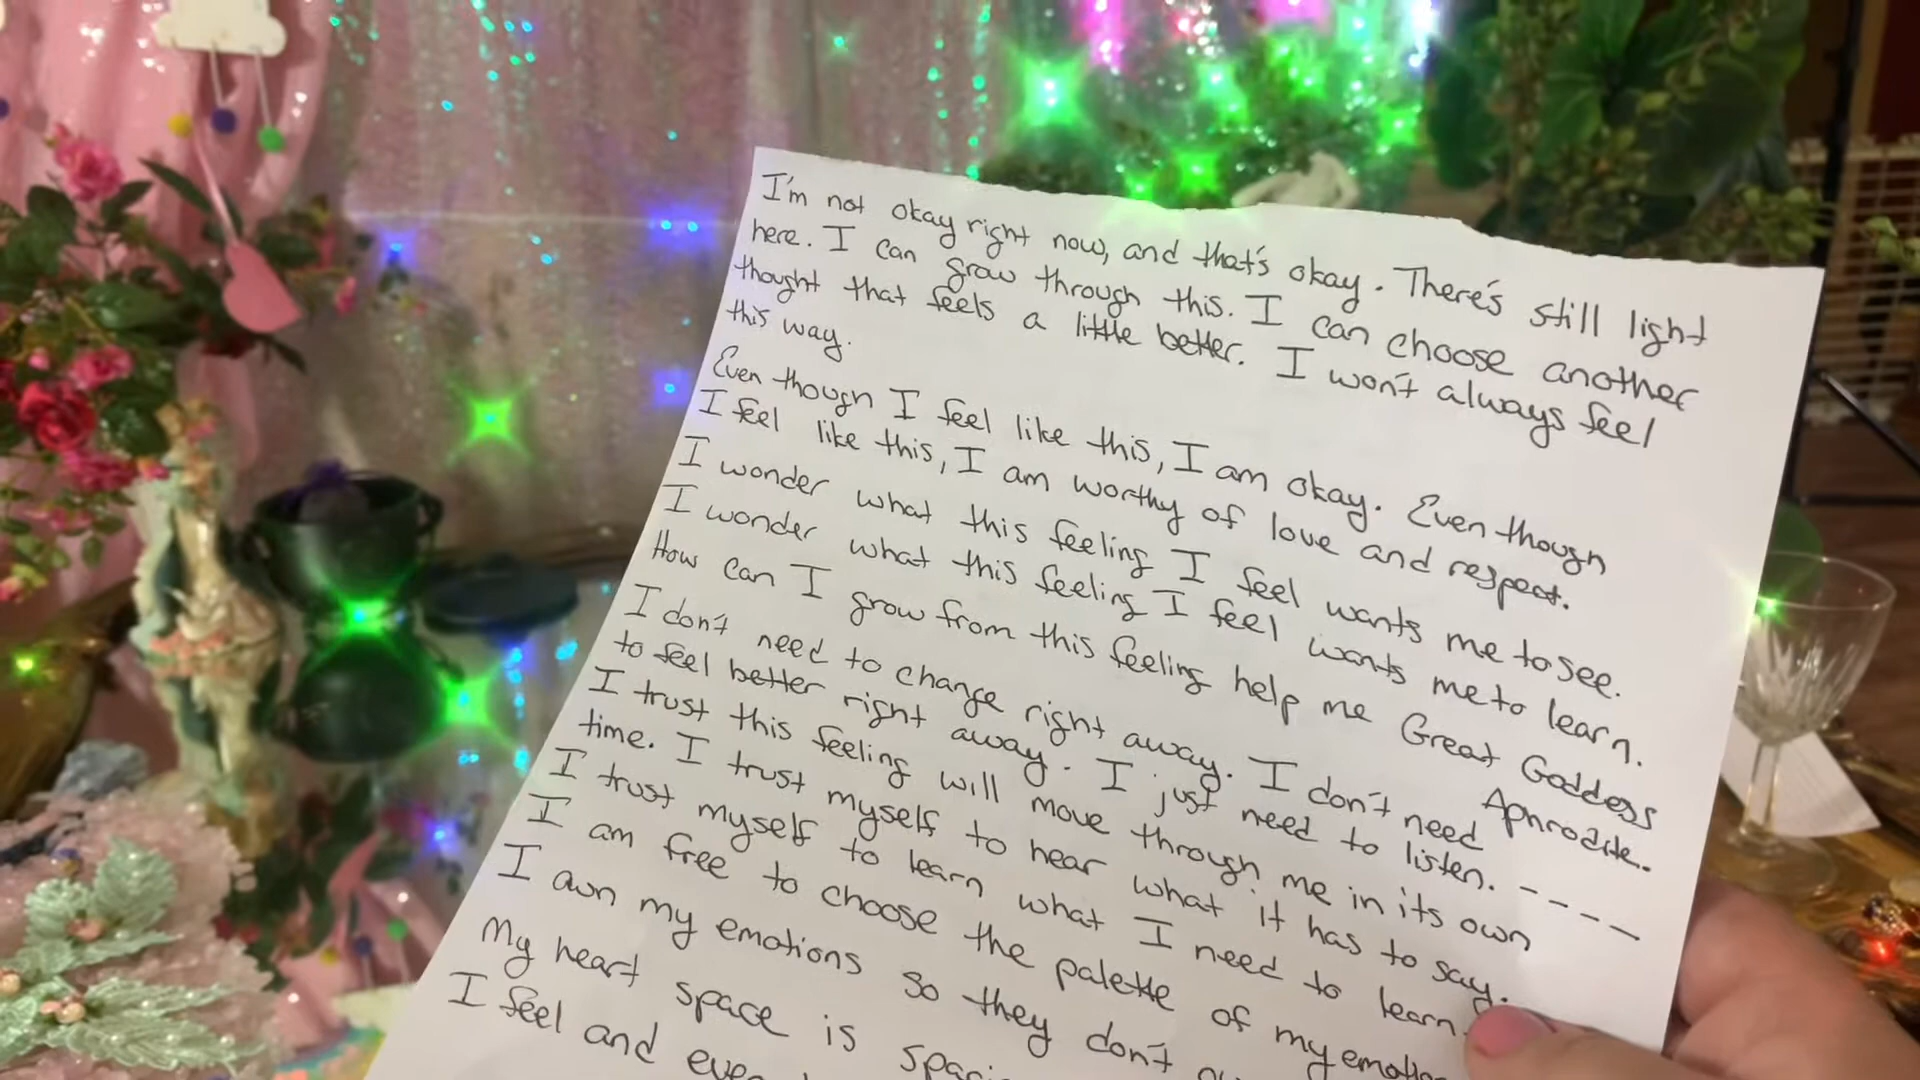 I'm not okay right now, and that's okay. There's still light
here. I can grow through this. I can choose another
thought that feels a little better. I won't always feel
this way.
Even though I feel like this, I am okay. Even though
I feel like this, I am worthy of love and respect.
I wonder what this feeling I feel wants me to see.
I wonder what this feeling I feel wants me to learn.
How can I grow from this feeling help me Great Goddess
Aphrodite.
I don't need to change right away. I don't need
to feel better right away. I just need to listen. ----
I trust this feeling will move through me in its own
time. I trust myself to hear what it has to say.
I trust myself to learn what I need to learn.
I am free to choose the palette of my
I own my emotions so they don't
My heart space is
I feel and